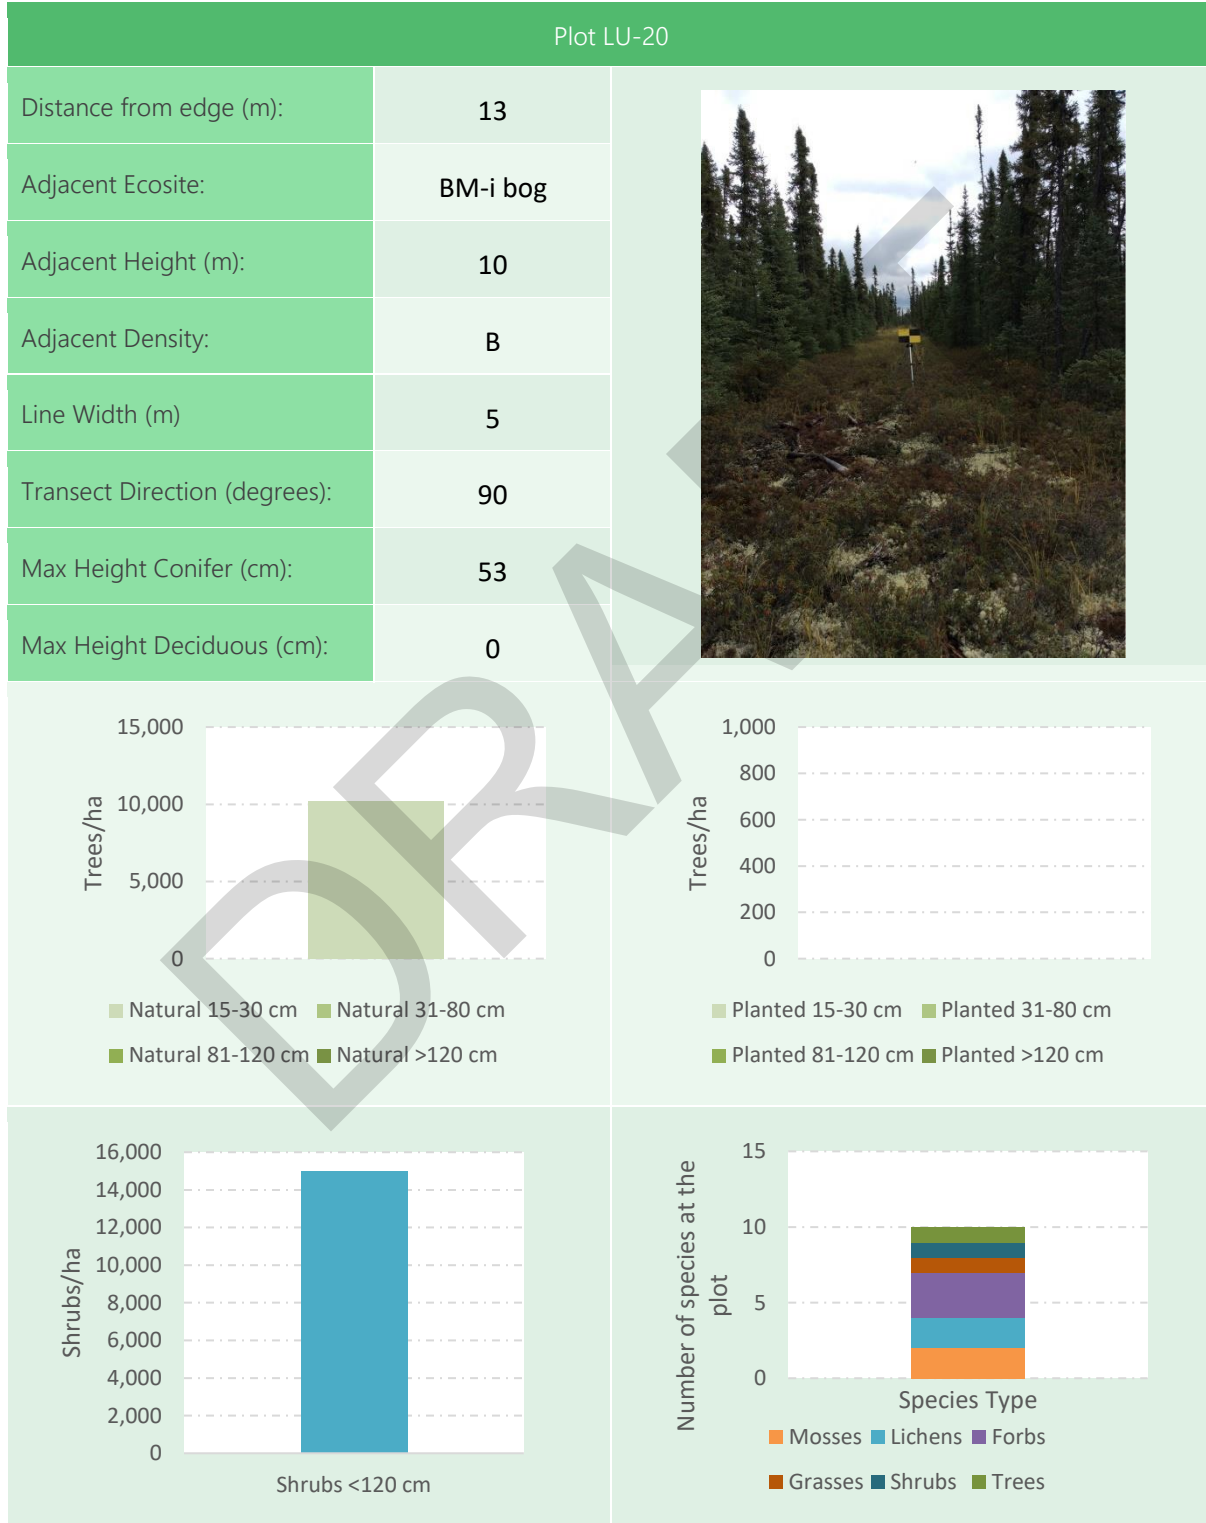 Plot LU-20
Distance from edge (m): 13
Adjacent Ecosite: BM-i bog
Adjacent Height (m): 10
Adjacent Density: B
Line Width (m) 5
Transect Direction (degrees): 90
Max Height Conifer (cm): 53
Max Height Deciduous (cm): 0
DRAFT
Trees/ha
15,000
10,000
5,000
0
Natural 15-30 cm Natural 31-80 cm
Natural 81-120 cm Natural >120 cm
Trees/ha
1,000
800
600
400
200
0
Planted 15-30 cm Planted 31-80 cm
Planted 81-120 cm Planted >120 cm
Shrubs/ha
16,000
14,000
12,000
10,000
8,000
6,000
4,000
2,000
0
Shrubs <120 cm
Number of species at the
plot
15
10
5
0
Species Type
Mosses Lichens Forbs
Grasses Shrubs Trees